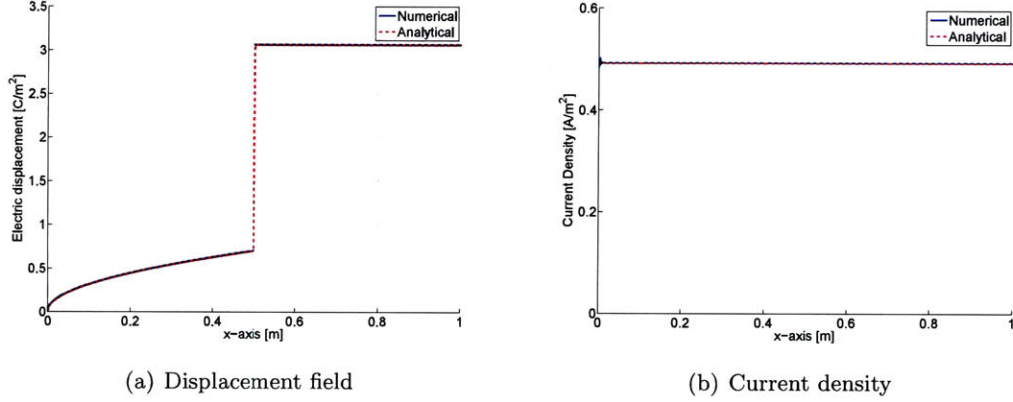 Numerical
Analytical
Electric displacement [C/m²]
3.5
3
2.5
2
1.5
1
0.5
0
0
0.2
0.4
0.6
0.8
1
x-axis [m]
(a) Displacement field
Numerical
Analytical
Current Density [A/m²]
0.6
0.4
0.2
0
0
0.2
0.4
0.6
0.8
1
x-axis [m]
(b) Current density